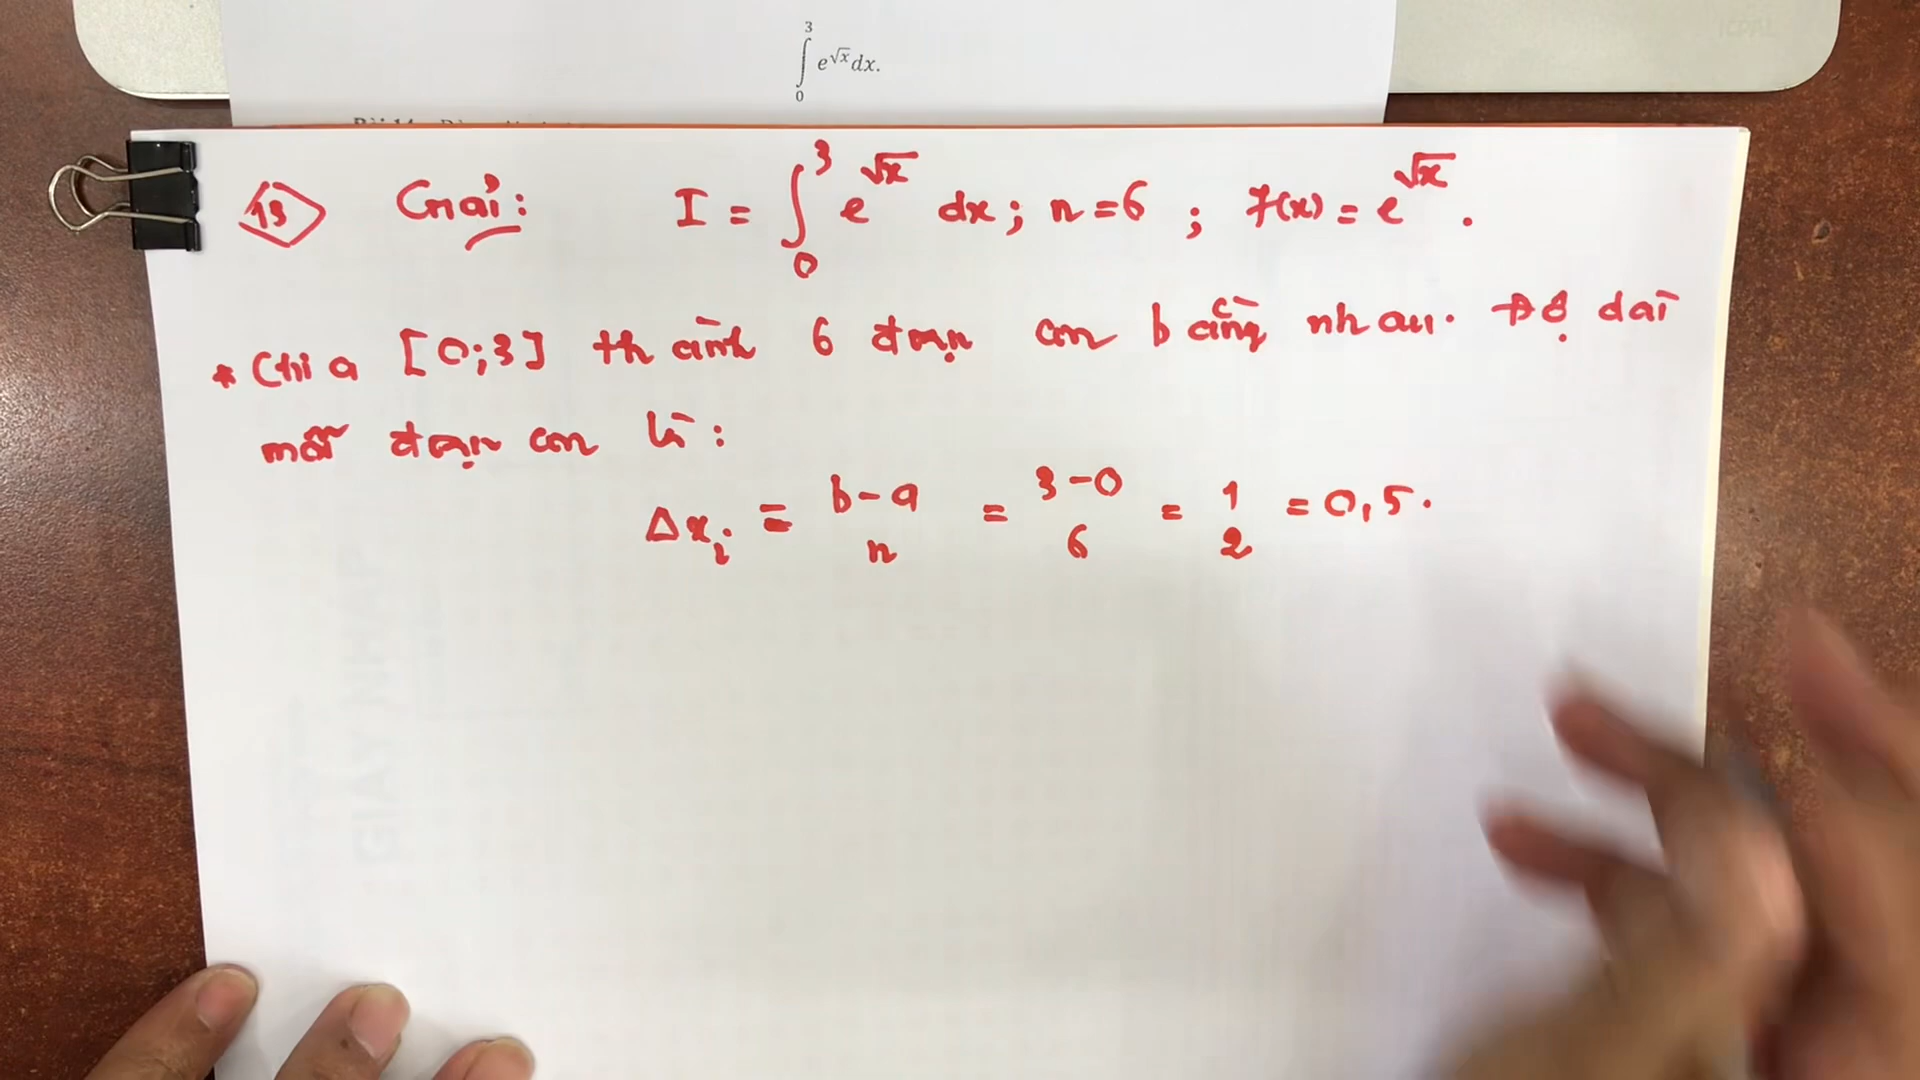 ∫₀³ e^√x dx.
13 Giải: I = ∫₀³ e^√x dx; n=6 ; f(x) = e^√x.
* Chia [0;3] thành 6 đoạn con bằng nhau. Độ dài
mỗi đoạn con là:
Δxᵢ = b-a/n = 3-0/6 = 1/2 = 0,5.